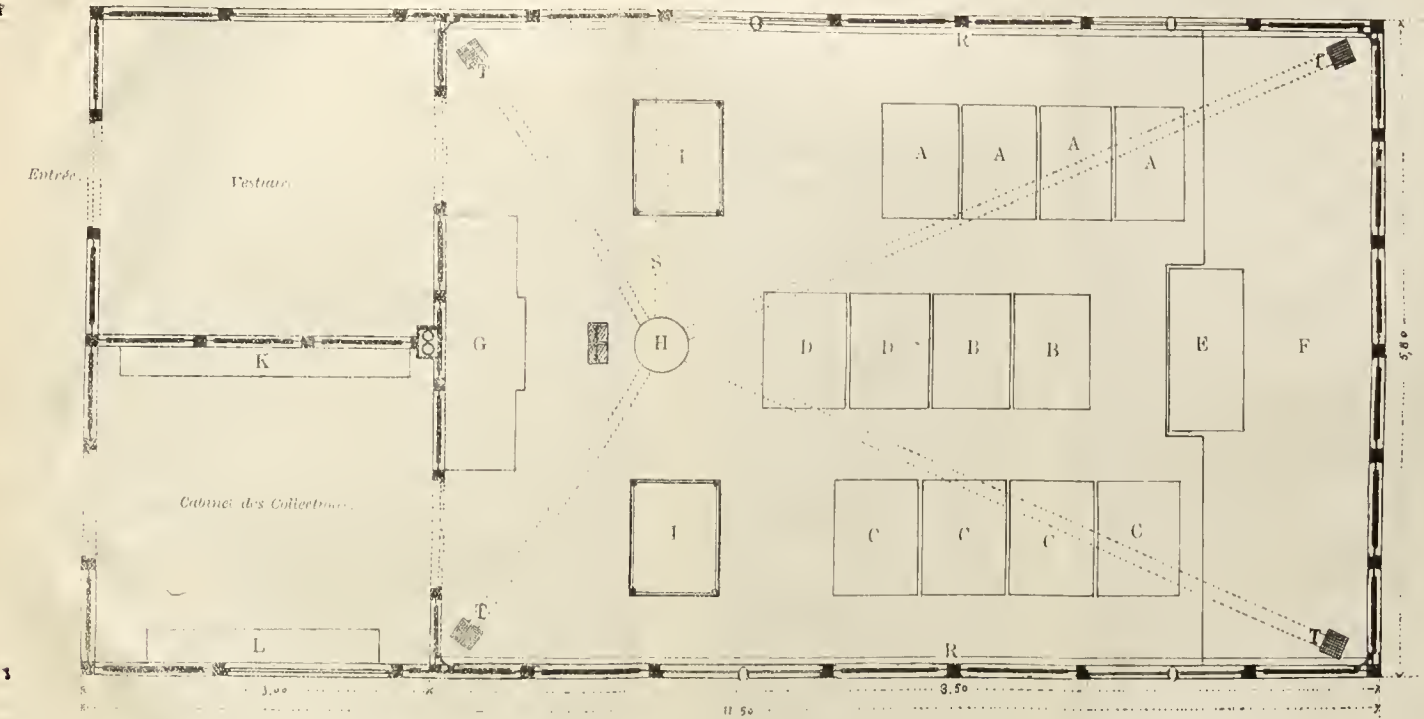 R
T T
Entrée
Vestiaire
I A A A A
S
K G H D D B B E F
5,80
Cabinet des Collections
I C C C C
T T
L R
3,00 3.50
11 50